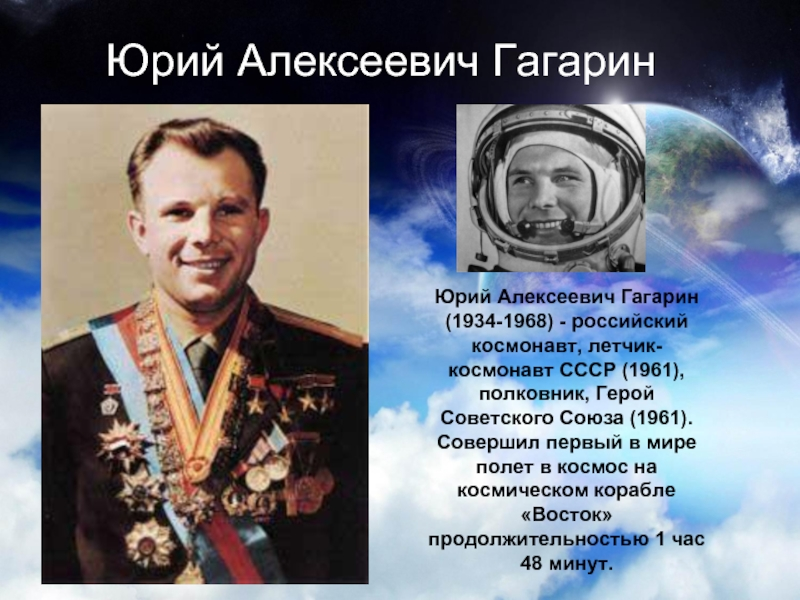 Юрий Алексеевич Гагарин
Юрий Алексеевич Гагарин
(1934-1968) - российский
космонавт, летчик-
космонавт СССР (1961),
полковник, Герой
Советского Союза (1961).
Совершил первый в мире
полет в космос на
космическом корабле
«Восток»
продолжительностью 1 час
48 минут.